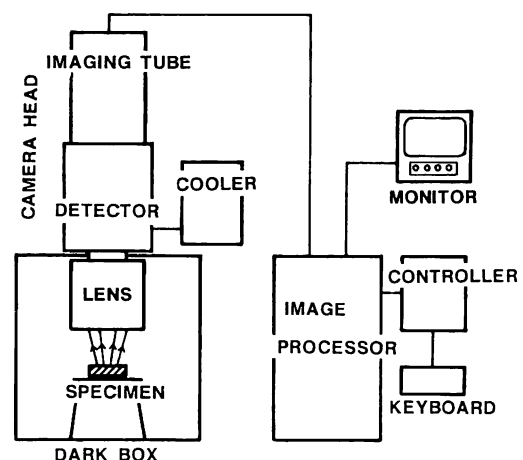 CAMERA HEAD
IMAGING TUBE
COOLER
DETECTOR
LENS
SPECIMEN
DARK BOX
MONITOR
CONTROLLER
IMAGE
PROCESSOR
KEYBOARD